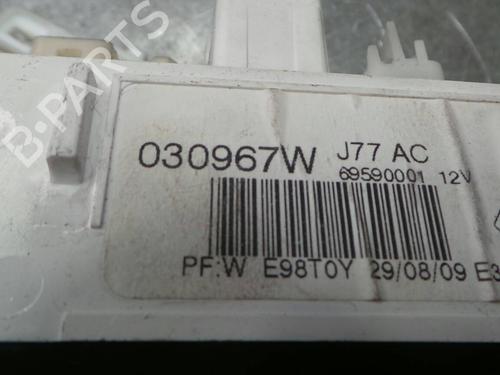 B-PARTS
030967W J77 AC
69590001 12V
PF:W E98T0Y 29/08/09 E3